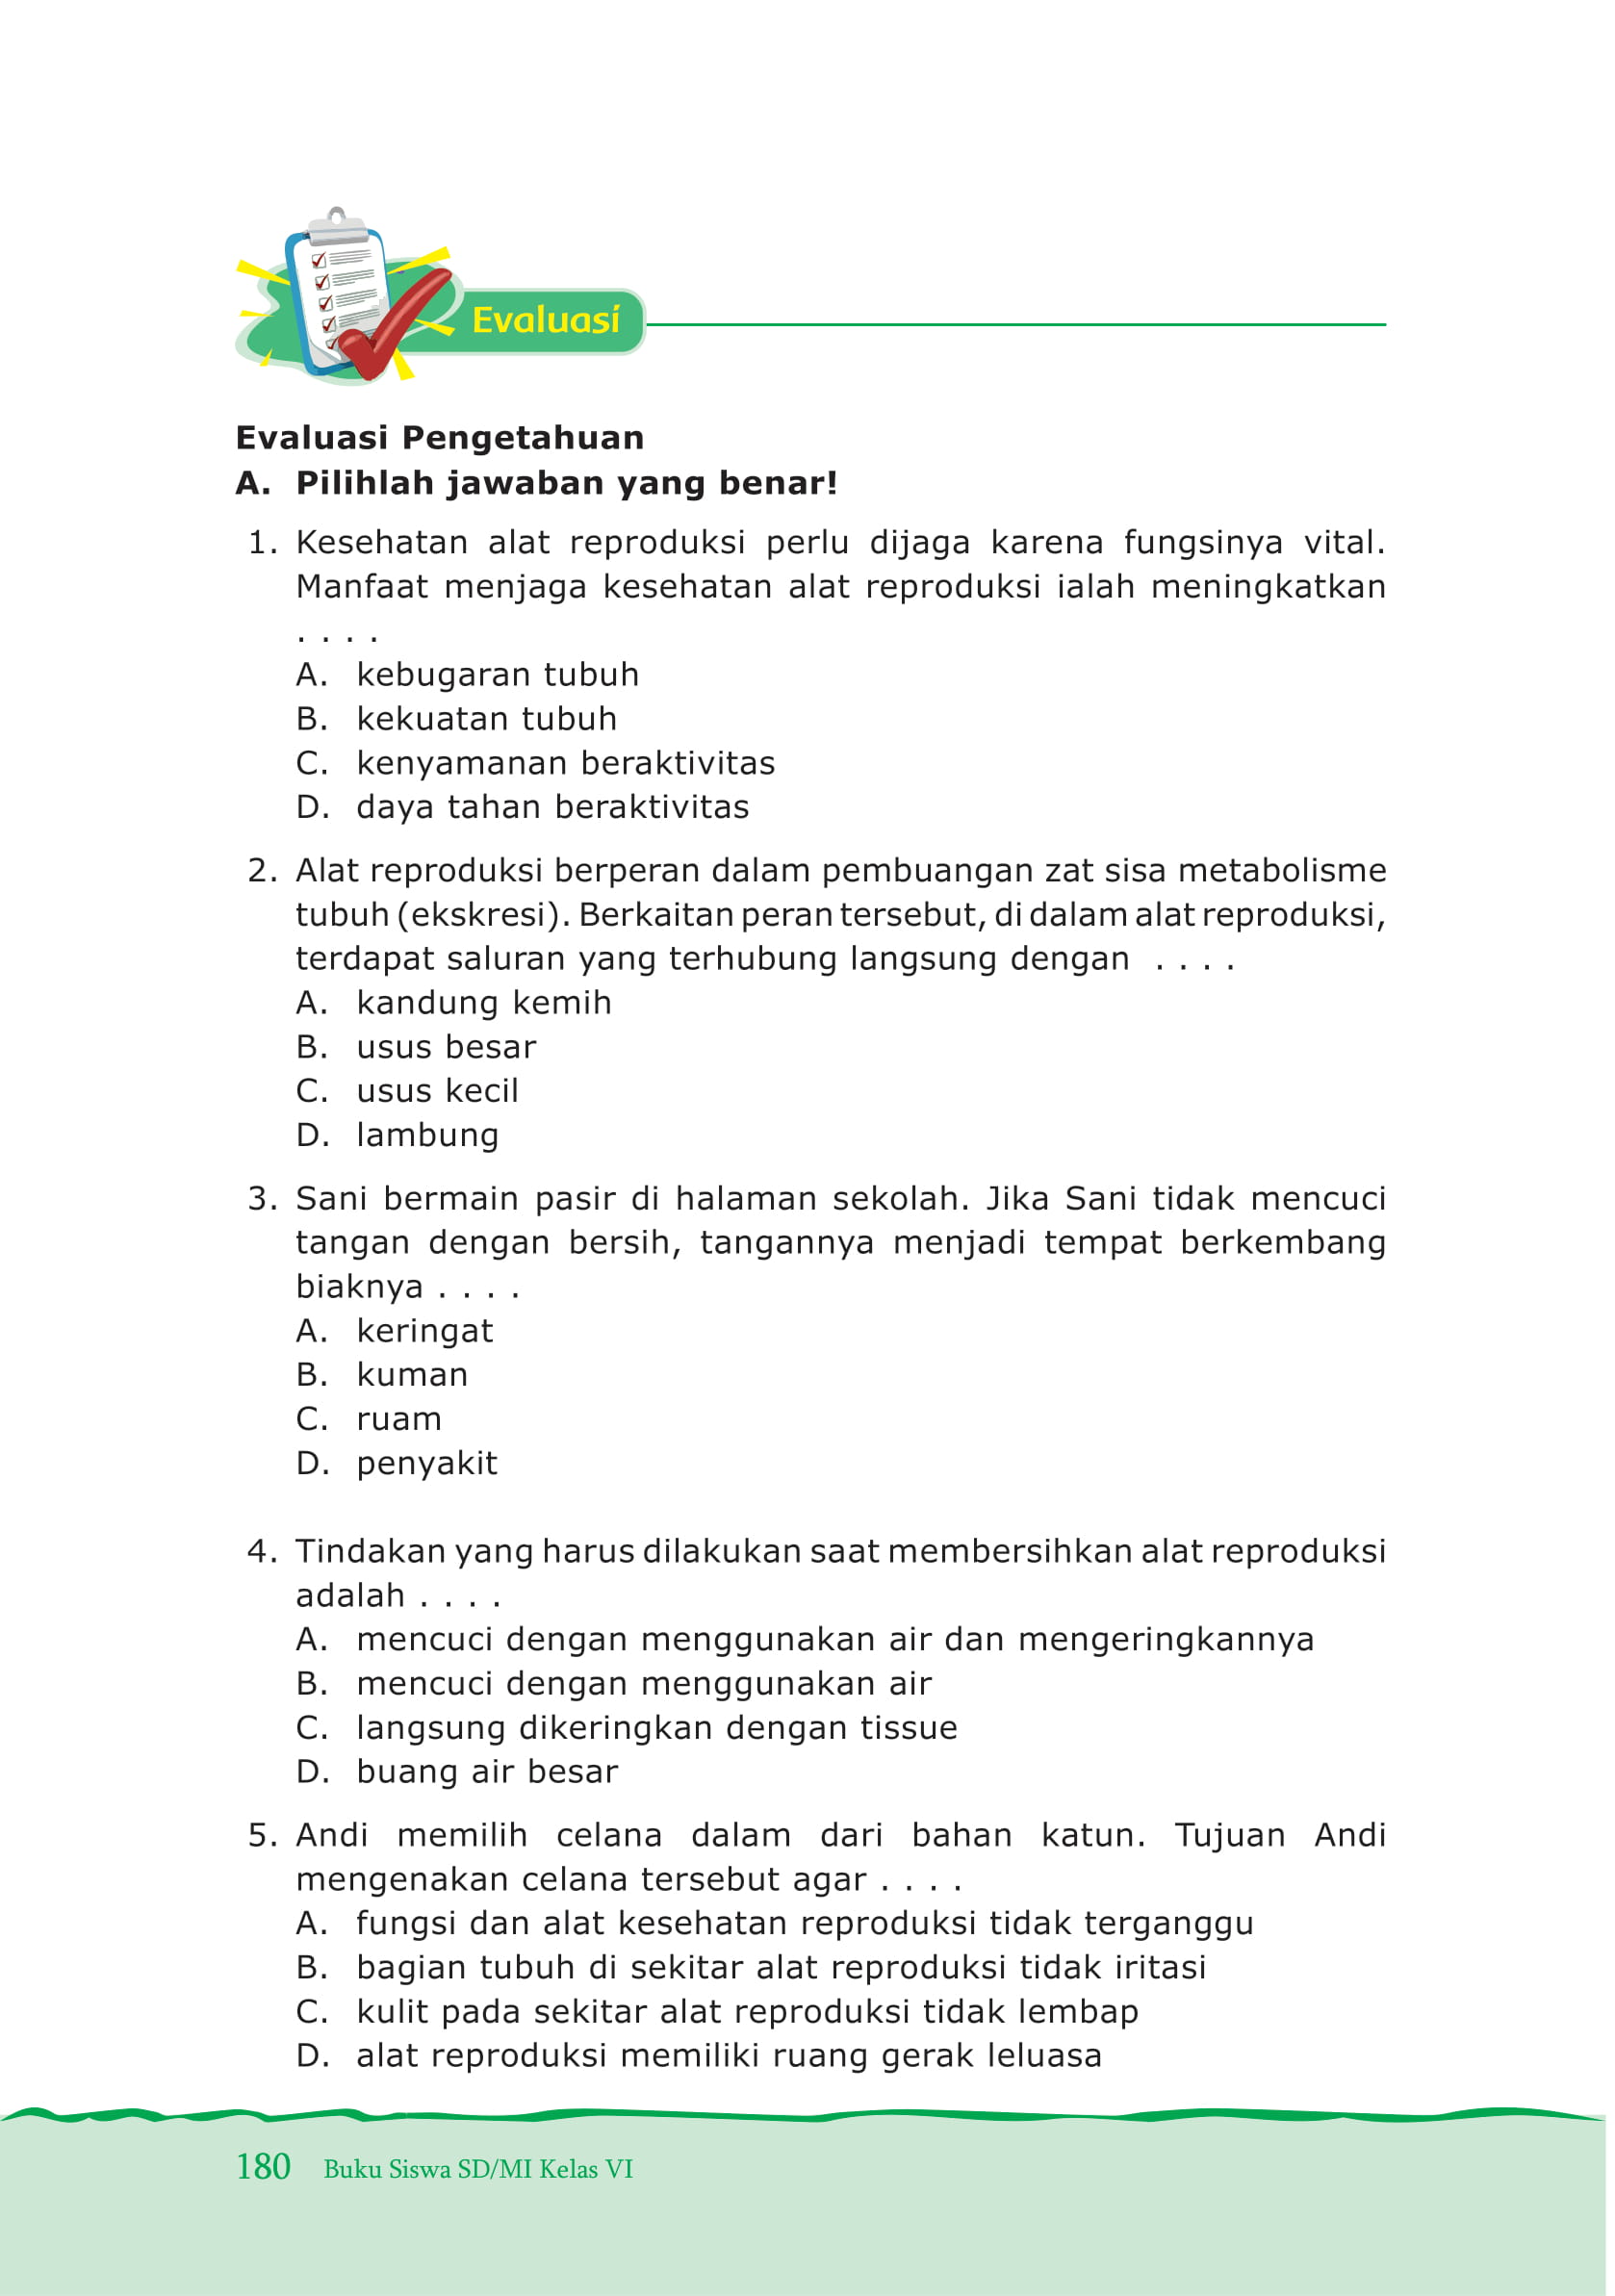 Evaluasi
Evaluasi Pengetahuan
A. Pilihlah jawaban yang benar!
1. Kesehatan alat reproduksi perlu dijaga karena fungsinya vital.
Manfaat menjaga kesehatan alat reproduksi ialah meningkatkan
. . . .
A. kebugaran tubuh
B. kekuatan tubuh
C. kenyamanan beraktivitas
D. daya tahan beraktivitas
2. Alat reproduksi berperan dalam pembuangan zat sisa metabolisme
tubuh (ekskresi). Berkaitan peran tersebut, di dalam alat reproduksi,
terdapat saluran yang terhubung langsung dengan . . . .
A. kandung kemih
B. usus besar
C. usus kecil
D. lambung
3. Sani bermain pasir di halaman sekolah. Jika Sani tidak mencuci
tangan dengan bersih, tangannya menjadi tempat berkembang
biaknya . . . .
A. keringat
B. kuman
C. ruam
D. penyakit
4. Tindakan yang harus dilakukan saat membersihkan alat reproduksi
adalah . . . .
A. mencuci dengan menggunakan air dan mengeringkannya
B. mencuci dengan menggunakan air
C. langsung dikeringkan dengan tissue
D. buang air besar
5. Andi memilih celana dalam dari bahan katun. Tujuan Andi
mengenakan celana tersebut agar . . . .
A. fungsi dan alat kesehatan reproduksi tidak terganggu
B. bagian tubuh di sekitar alat reproduksi tidak iritasi
C. kulit pada sekitar alat reproduksi tidak lembap
D. alat reproduksi memiliki ruang gerak leluasa
180 Buku Siswa SD/MI Kelas VI